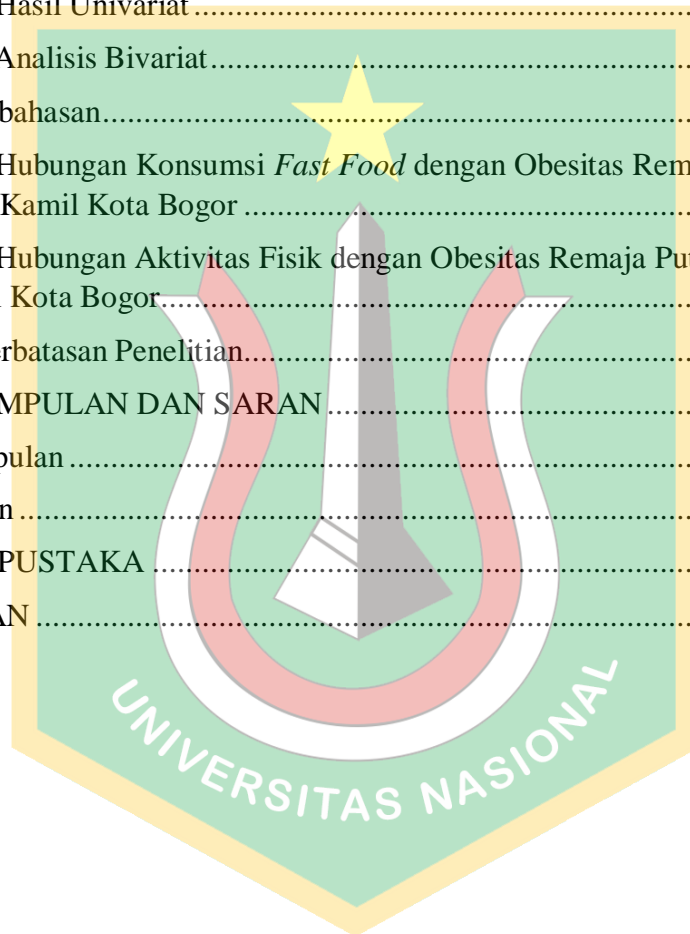 Hasil Univariat................................................................
Analisis Bivariat................................................................
bahasan................................................................
Hubungan Konsumsi Fast Food dengan Obesitas Rem
Kamil Kota Bogor................................................................
Hubungan Aktivitas Fisik dengan Obesitas Remaja Pu
Kota Bogor................................................................
rbatasan Penelitian................................................................
MPULAN DAN SARAN................................................................
pulan................................................................
n................................................................
PUSTAKA................................................................
AN................................................................
UNIVERSITAS NASIONAL